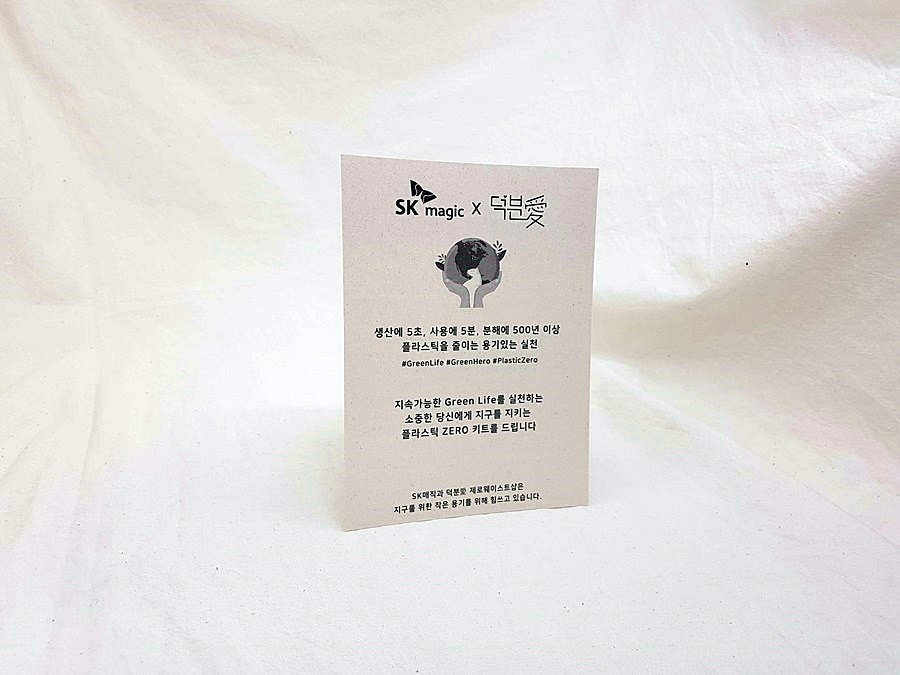 SK magic X 덕분愛
생산에 5초, 사용에 5분, 분해에 500년 이상
플라스틱을 줄이는 용기있는 실천
#GreenLife #GreenHero #PlasticZero
지속가능한 Green Life를 실천하는
소중한 당신에게 지구를 지키는
플라스틱 ZERO 키트를 드립니다
SK매직과 덕분愛 제로웨이스트샵은
지구를 위한 작은 용기를 위해 힘쓰고 있습니다.